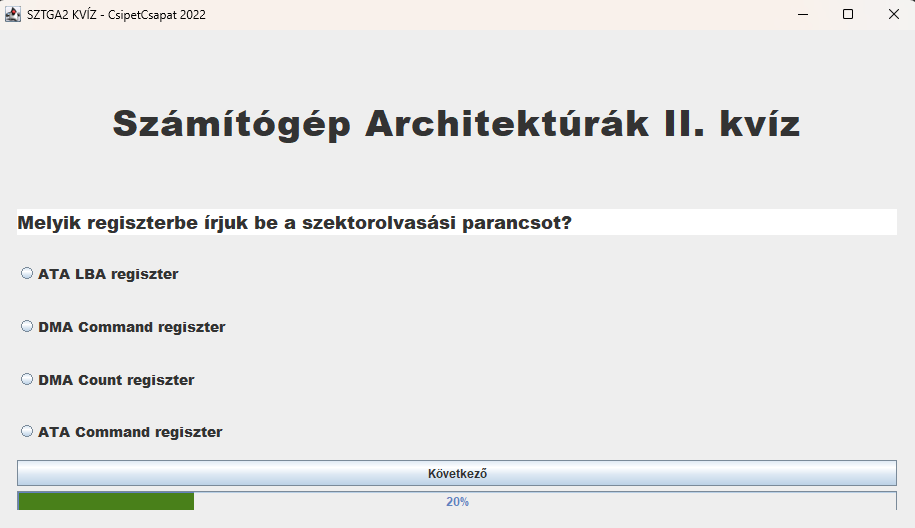 SZTGA2 KVÍZ - CsipetCsapat 2022
Számítógép Architektúrák II. kvíz
Melyik regiszterbe írjuk be a szektorolvasási parancsot?
ATA LBA regiszter
DMA Command regiszter
DMA Count regiszter
ATA Command regiszter
Következő
20%